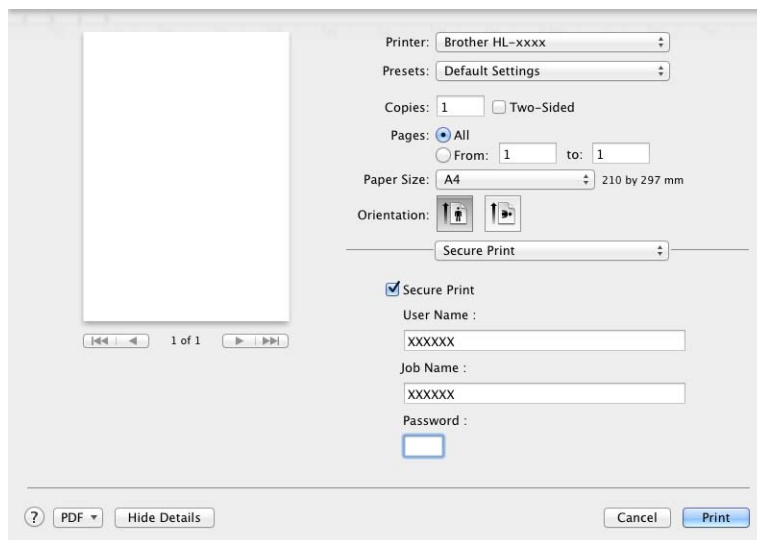 Printer: Brother HL-xxxx
Presets: Default Settings
Copies: 1 Two-Sided
Pages: All
From: 1 to: 1
Paper Size: A4 210 by 297 mm
Orientation:
Secure Print
Secure Print
User Name :
XXXXXX
Job Name :
XXXXXX
Password :
1 of 1
? PDF Hide Details Cancel Print